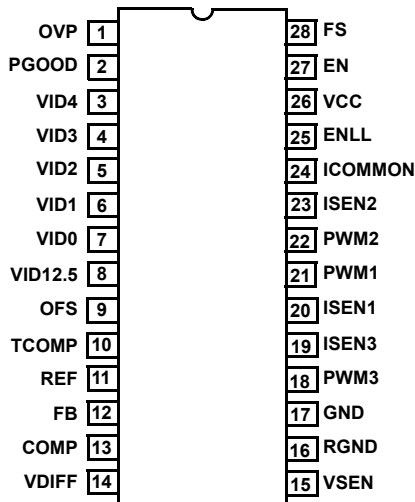 OVP 1 28 FS
PGOOD 2 27 EN
VID4 3 26 VCC
VID3 4 25 ENLL
VID2 5 24 ICOMMON
VID1 6 23 ISEN2
VID0 7 22 PWM2
VID12.5 8 21 PWM1
OFS 9 20 ISEN1
TCOMP 10 19 ISEN3
REF 11 18 PWM3
FB 12 17 GND
COMP 13 16 RGND
VDIFF 14 15 VSEN